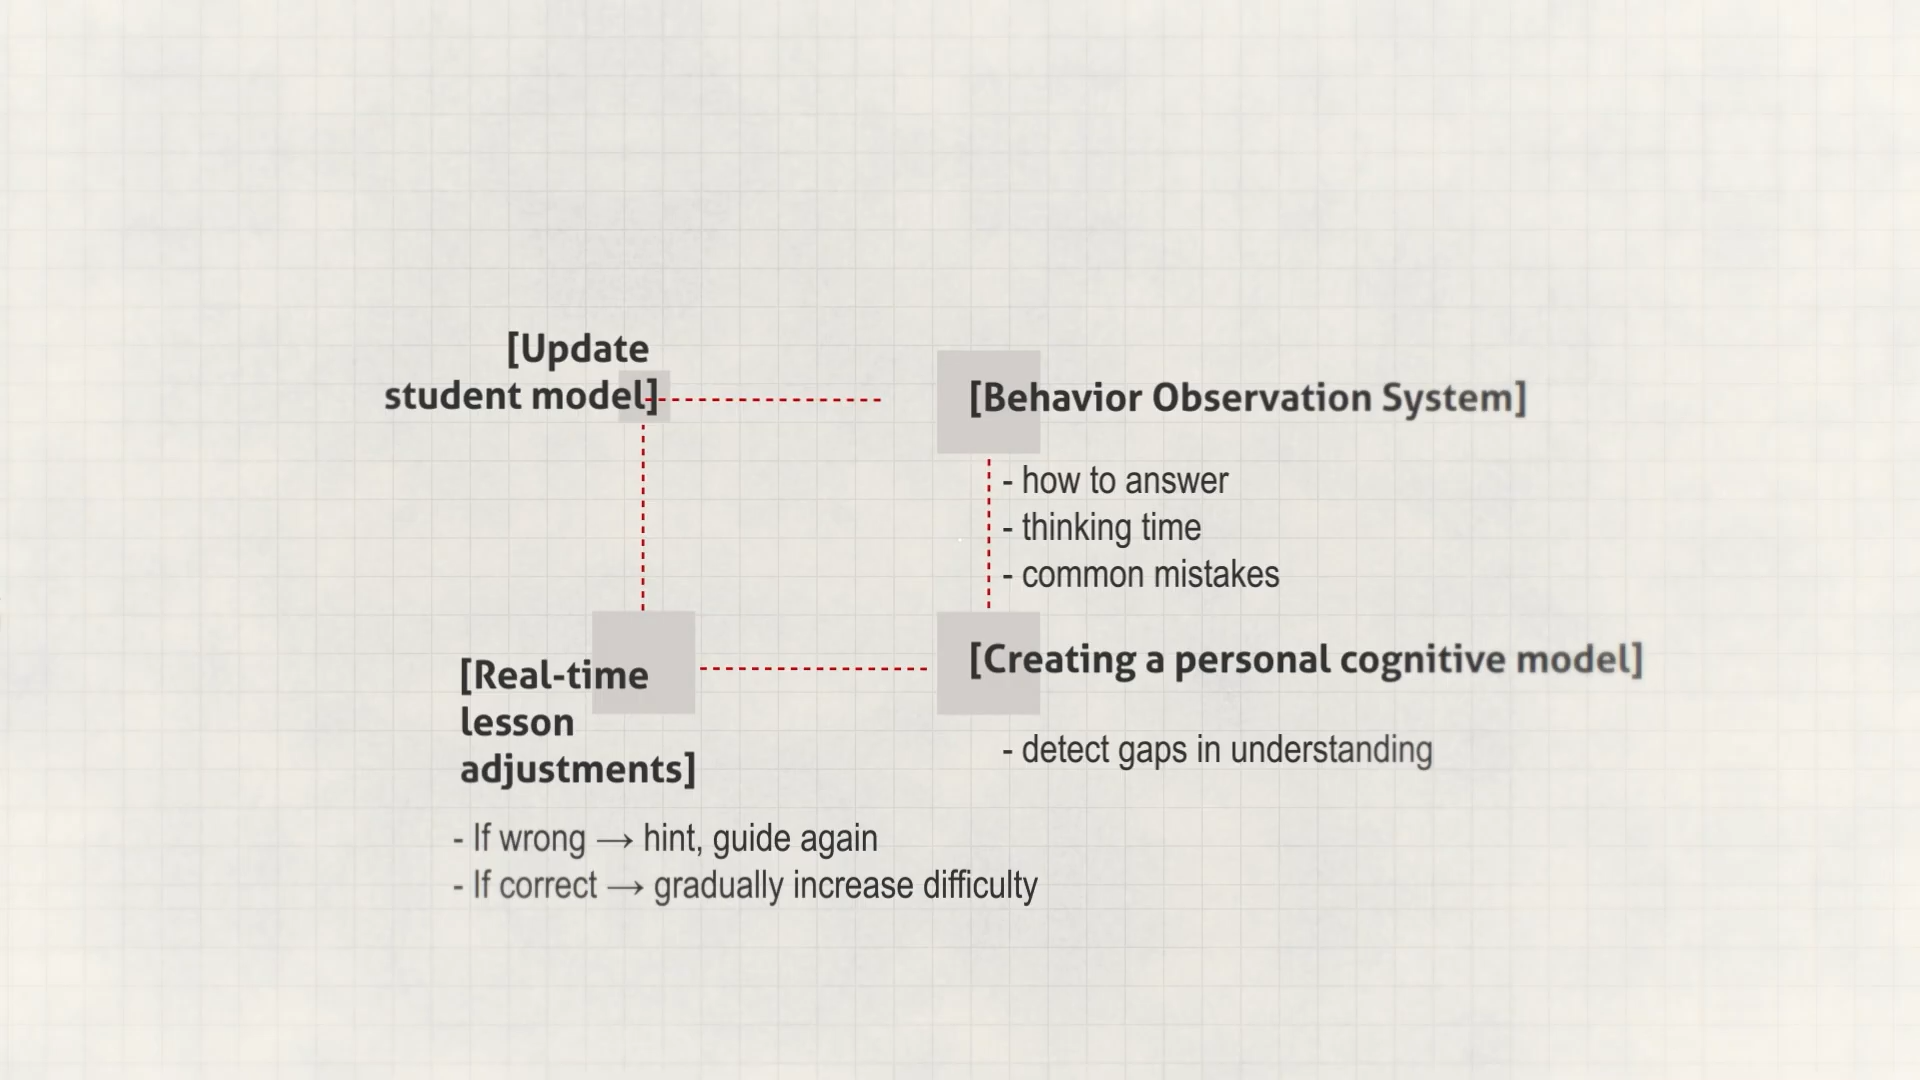 [Update
student model]
[Behavior Observation System]
- how to answer
- thinking time
- common mistakes
[Real-time
lesson
adjustments]
[Creating a personal cognitive model]
- detect gaps in understanding
- If wrong → hint, guide again
- If correct → gradually increase difficulty